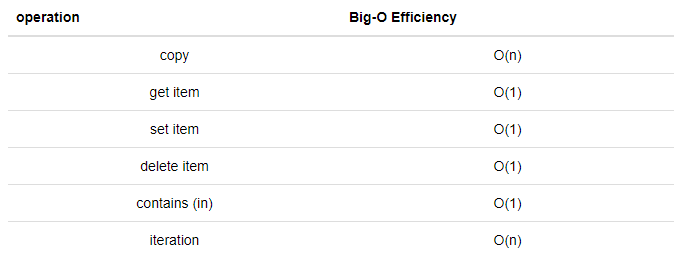 operation Big-O Efficiency
copy O(n)
get item O(1)
set item O(1)
delete item O(1)
contains (in) O(1)
iteration O(n)